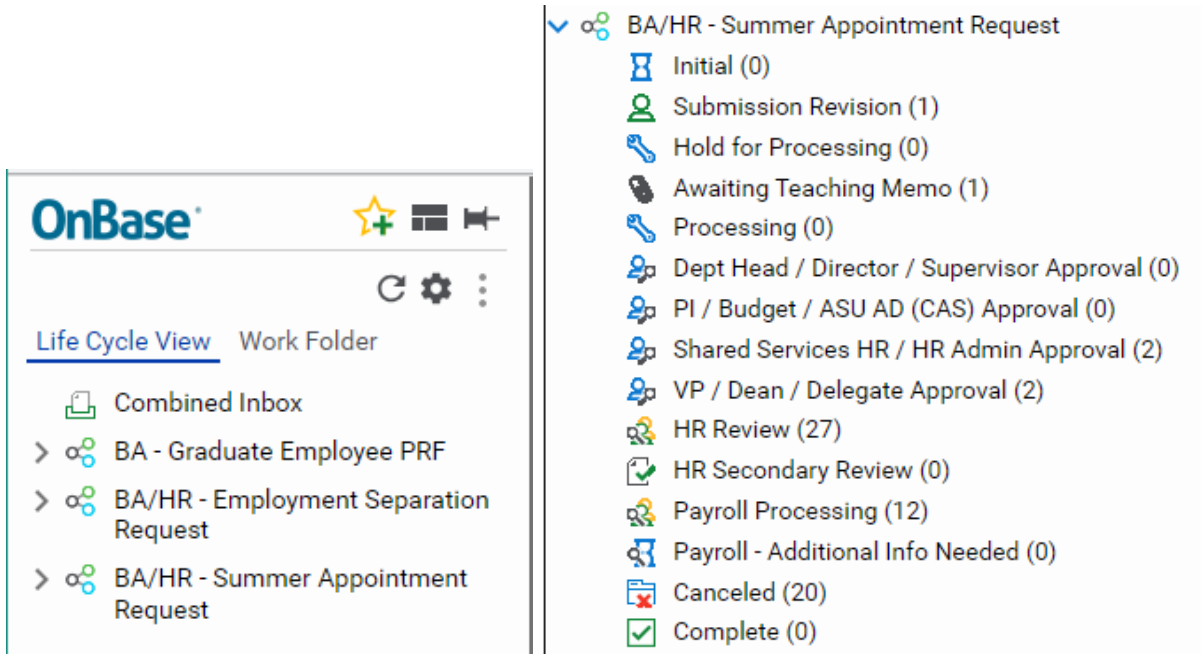 OnBase
Life Cycle View Work Folder
Combined Inbox
BA - Graduate Employee PRF
BA/HR - Employment Separation
Request
BA/HR - Summer Appointment
Request
BA/HR - Summer Appointment Request
Initial (0)
Submission Revision (1)
Hold for Processing (0)
Awaiting Teaching Memo (1)
Processing (0)
Dept Head / Director / Supervisor Approval (0)
PI / Budget / ASU AD (CAS) Approval (0)
Shared Services HR / HR Admin Approval (2)
VP / Dean / Delegate Approval (2)
HR Review (27)
HR Secondary Review (0)
Payroll Processing (12)
Payroll - Additional Info Needed (0)
Canceled (20)
Complete (0)